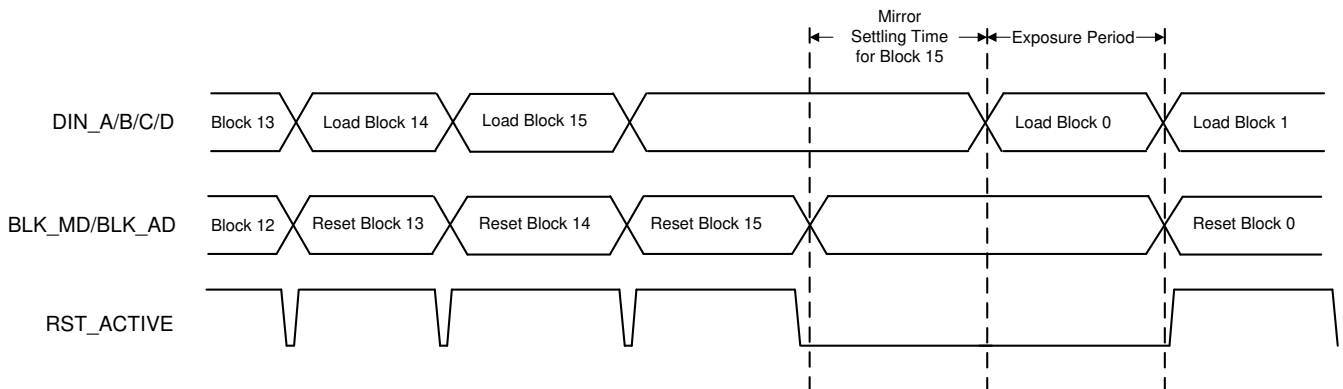 Mirror
Settling Time
for Block 15
Exposure Period
DIN_A/B/C/D
Block 13
Load Block 14
Load Block 15
Load Block 0
Load Block 1
BLK_MD/BLK_AD
Block 12
Reset Block 13
Reset Block 14
Reset Block 15
Reset Block 0
RST_ACTIVE